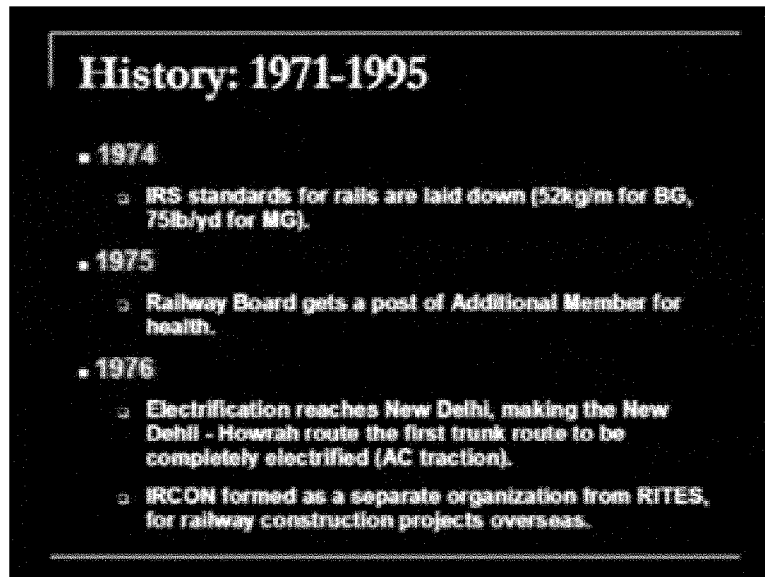 History: 1971-1995
1974
IRS standards for rails are laid down (52kg/m for BG,
75lb/yd for MG).
1975
Railway Board gets a post of Additional Member for
health.
1976
Electrification reaches New Delhi, making the New
Dehli - Howrah route the first trunk route to be
completely electrified (AC traction).
IRCON formed as a separate organization from RITES,
for railway construction projects overseas.